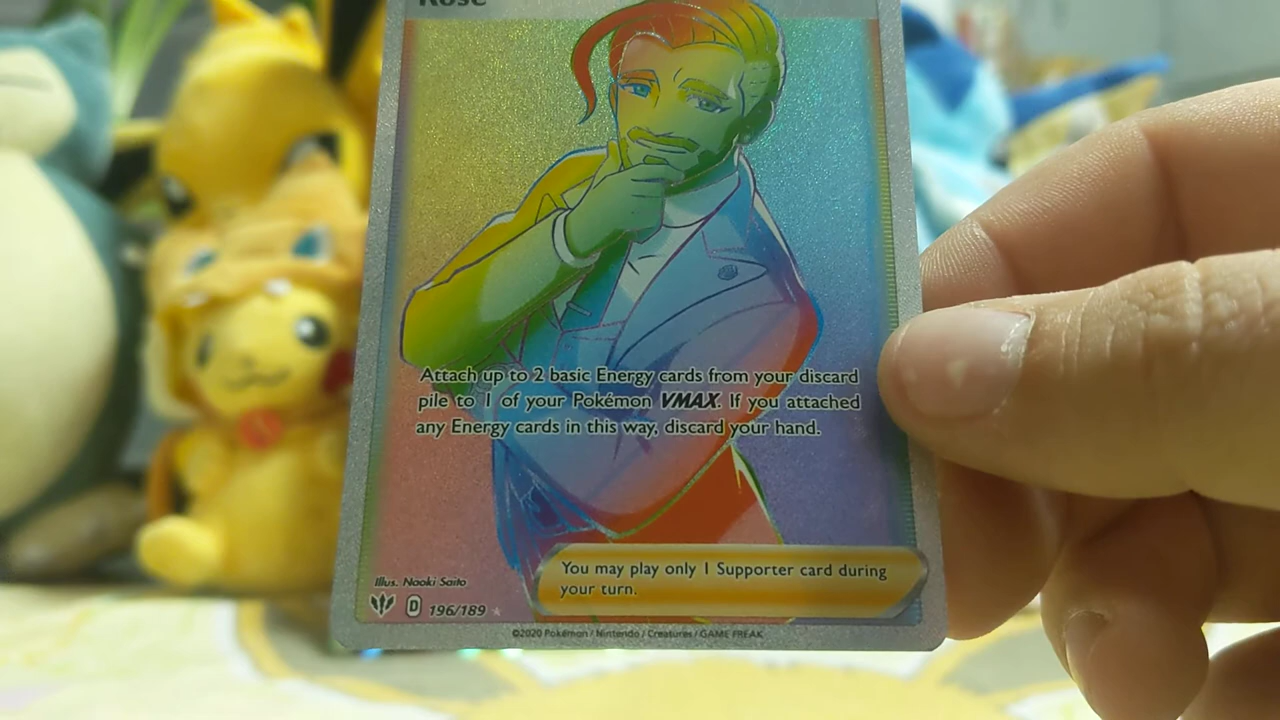 Rose
Attach up to 2 basic Energy cards from your discard
pile to 1 of your Pokémon VMAX. If you attached
any Energy cards in this way, discard your hand.
You may play only 1 Supporter card during
your turn.
Illus. Naoki Saito
D 196/189
©2020 Pokémon / Nintendo / Creatures / GAME FREAK